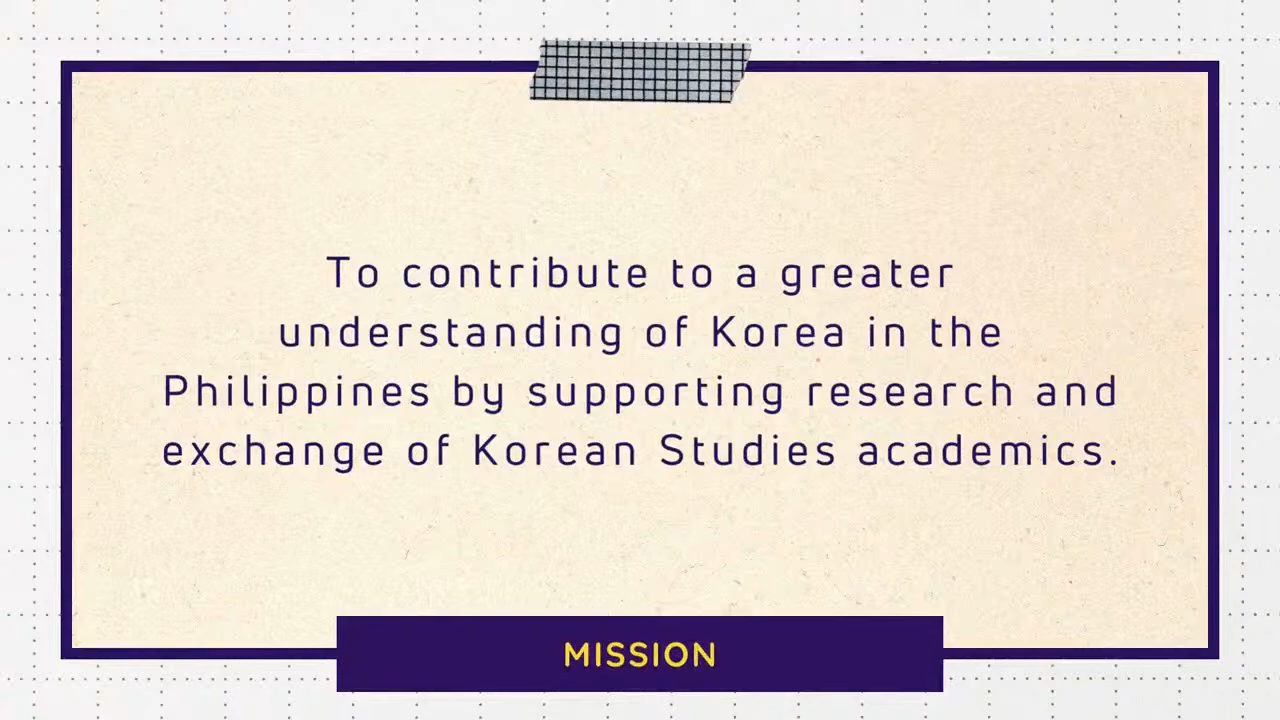 To contribute to a greater
understanding of Korea in the
Philippines by supporting research and
exchange of Korean Studies academics.
MISSION